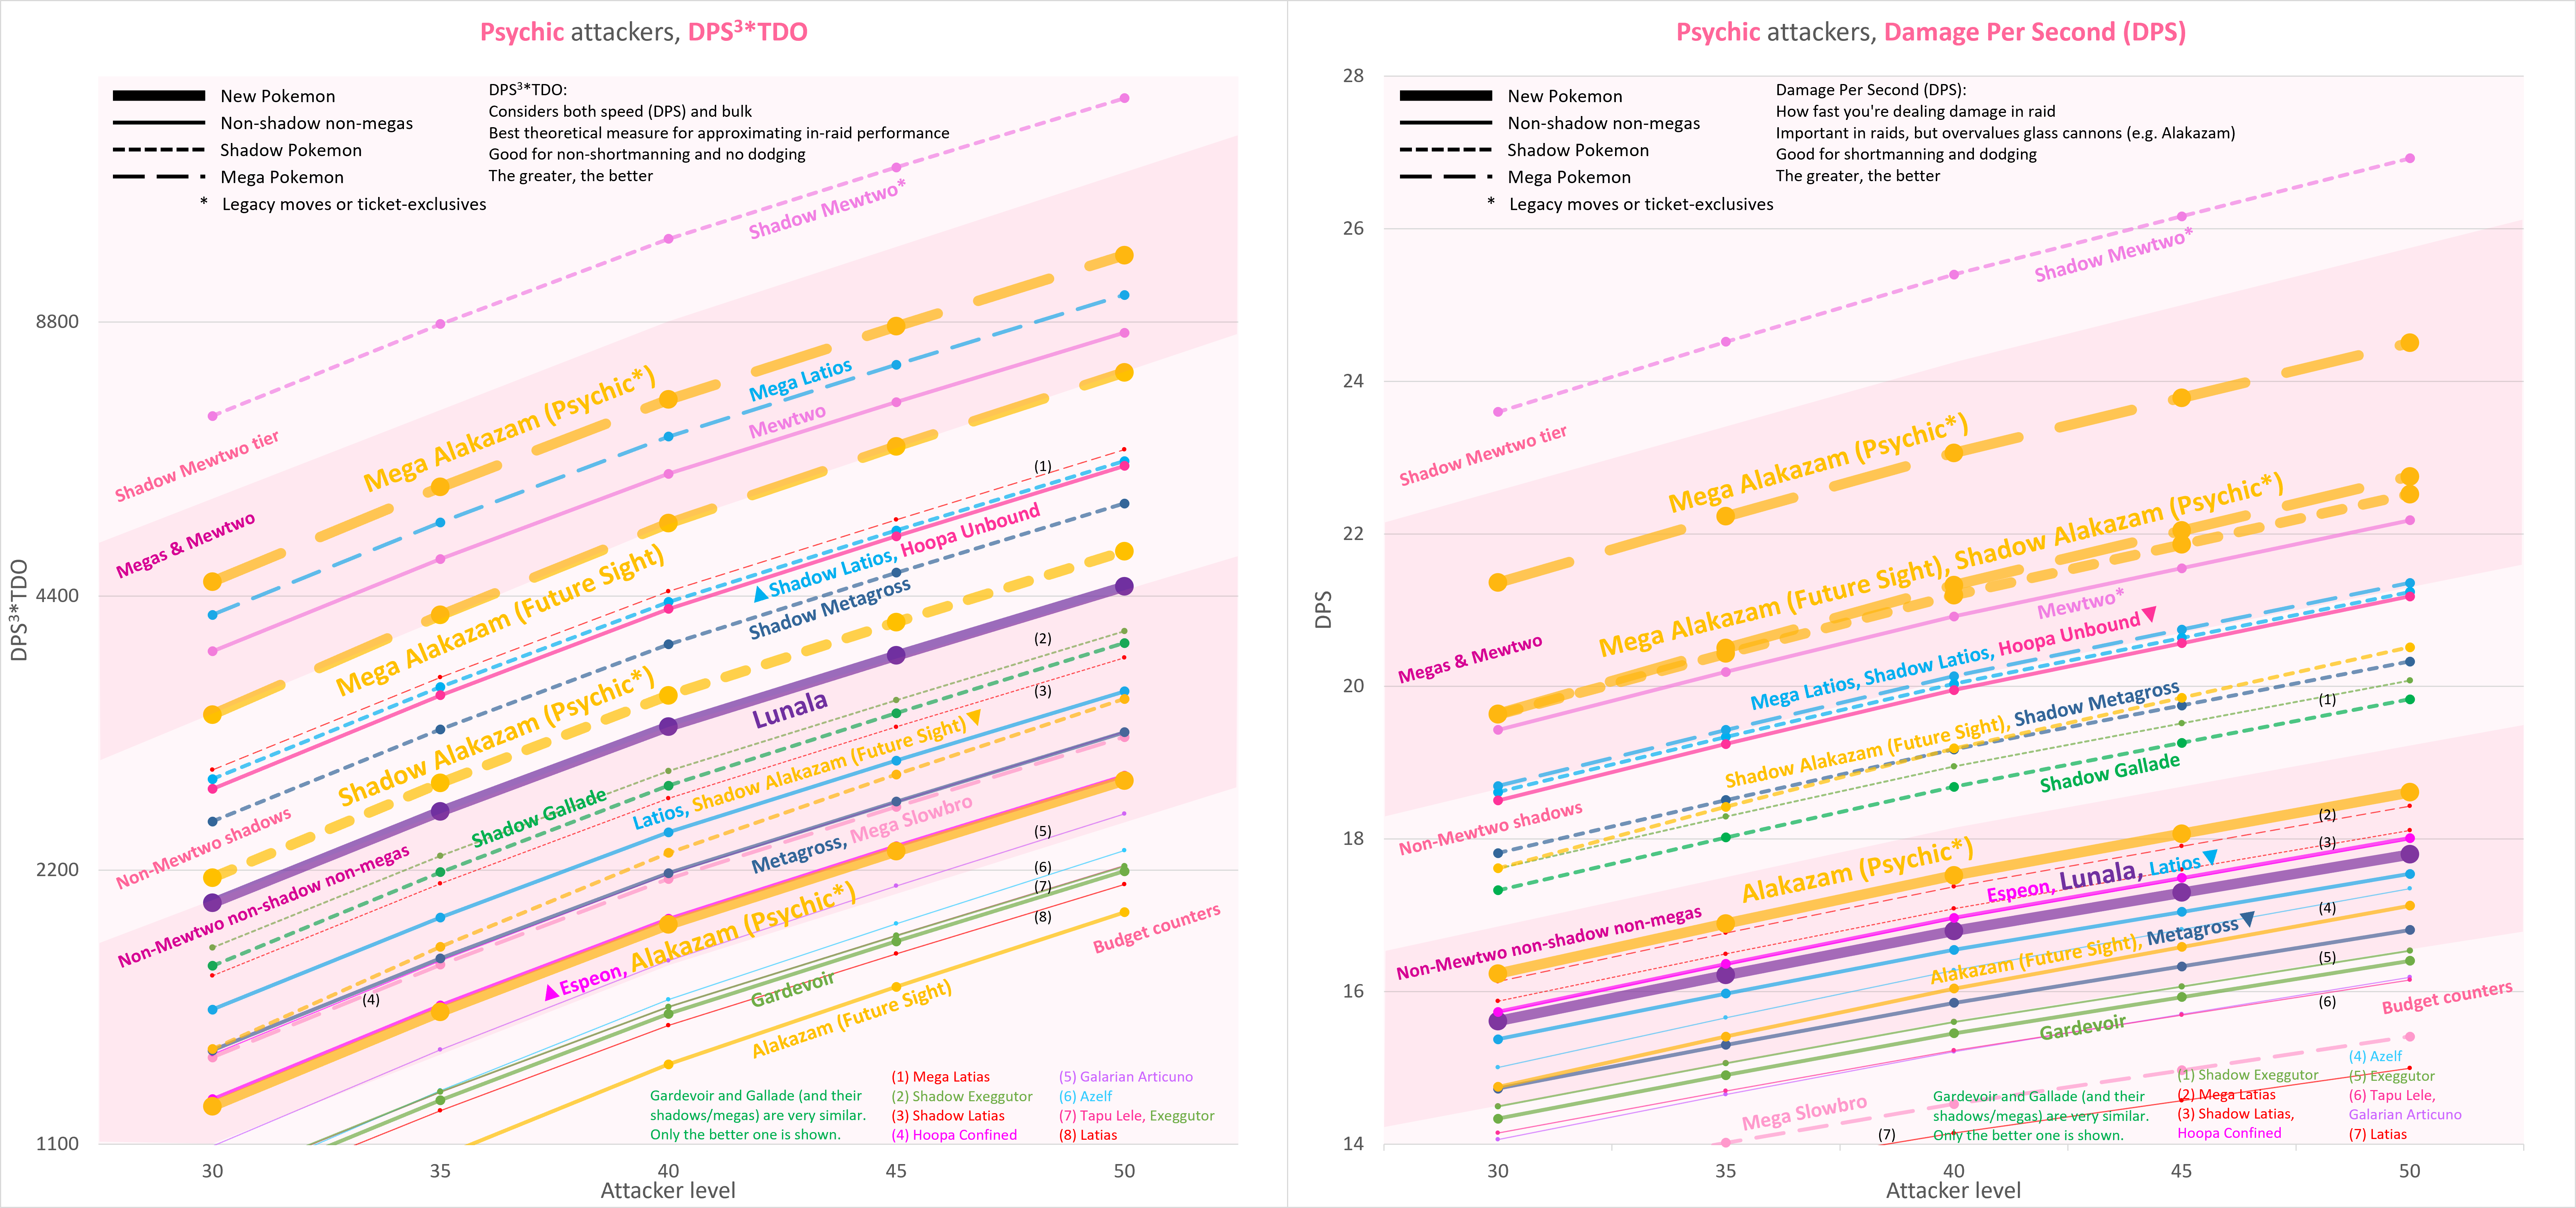 Psychic attackers, DPS³*TDO
New Pokemon
Non-shadow non-megas
Shadow Pokemon
Mega Pokemon
* Legacy moves or ticket-exclusives
DPS³*TDO:
Considers both speed (DPS) and bulk
Best theoretical measure for approximating in-raid performance
Good for non-shortmanning and no dodging
The greater, the better
Shadow Mewtwo*
Mega Alakazam (Psychic*)
Mega Latios
Mewtwo
Shadow Mewtwo tier
(1)
Megas & Mewtwo
Mega Alakazam (Future Sight)
▲Shadow Latios, Hoopa Unbound
Shadow Metagross
(2)
Shadow Alakazam (Psychic*)
Lunala
(3)
Non-Mewtwo shadows
Shadow Gallade
Latios, Shadow Alakazam (Future Sight)▼
Metagross, Mega Slowbro
(5)
Non-Mewtwo non-shadow non-megas
(6)
(7)
(8)
▲Espeon, Alakazam (Psychic*)
Budget counters
(4)
Gardevoir
Alakazam (Future Sight)
Gardevoir and Gallade (and their
shadows/megas) are very similar.
Only the better one is shown.
(1) Mega Latias
(2) Shadow Exeggutor
(3) Shadow Latias
(4) Hoopa Confined
(5) Galarian Articuno
(6) Azelf
(7) Tapu Lele, Exeggutor
(8) Latias
8800
4400
2200
1100
DPS³*TDO
30 35 40 45 50
Attacker level
Psychic attackers, Damage Per Second (DPS)
New Pokemon
Non-shadow non-megas
Shadow Pokemon
Mega Pokemon
* Legacy moves or ticket-exclusives
Damage Per Second (DPS):
How fast you're dealing damage in raid
Important in raids, but overvalues glass cannons (e.g. Alakazam)
Good for shortmanning and dodging
The greater, the better
Shadow Mewtwo*
Shadow Mewtwo tier
Mega Alakazam (Psychic*)
Mega Alakazam (Future Sight), Shadow Alakazam (Psychic*)
Mewtwo*
Megas & Mewtwo
Mega Latios, Shadow Latios, Hoopa Unbound▼
Shadow Alakazam (Future Sight), Shadow Metagross
(1)
Shadow Gallade
Non-Mewtwo shadows
(2)
(3)
Alakazam (Psychic*)
Espeon, Lunala, Latios▼
(4)
Non-Mewtwo non-shadow non-megas
Alakazam (Future Sight), Metagross▼
(5)
(6)
Gardevoir
Budget counters
Mega Slowbro
(7)
Gardevoir and Gallade (and their
shadows/megas) are very similar.
Only the better one is shown.
(1) Shadow Exeggutor
(2) Mega Latias
(3) Shadow Latias,
Hoopa Confined
(4) Azelf
(5) Exeggutor
(6) Tapu Lele,
Galarian Articuno
(7) Latias
28
26
24
22
20
18
16
14
DPS
30 35 40 45 50
Attacker level